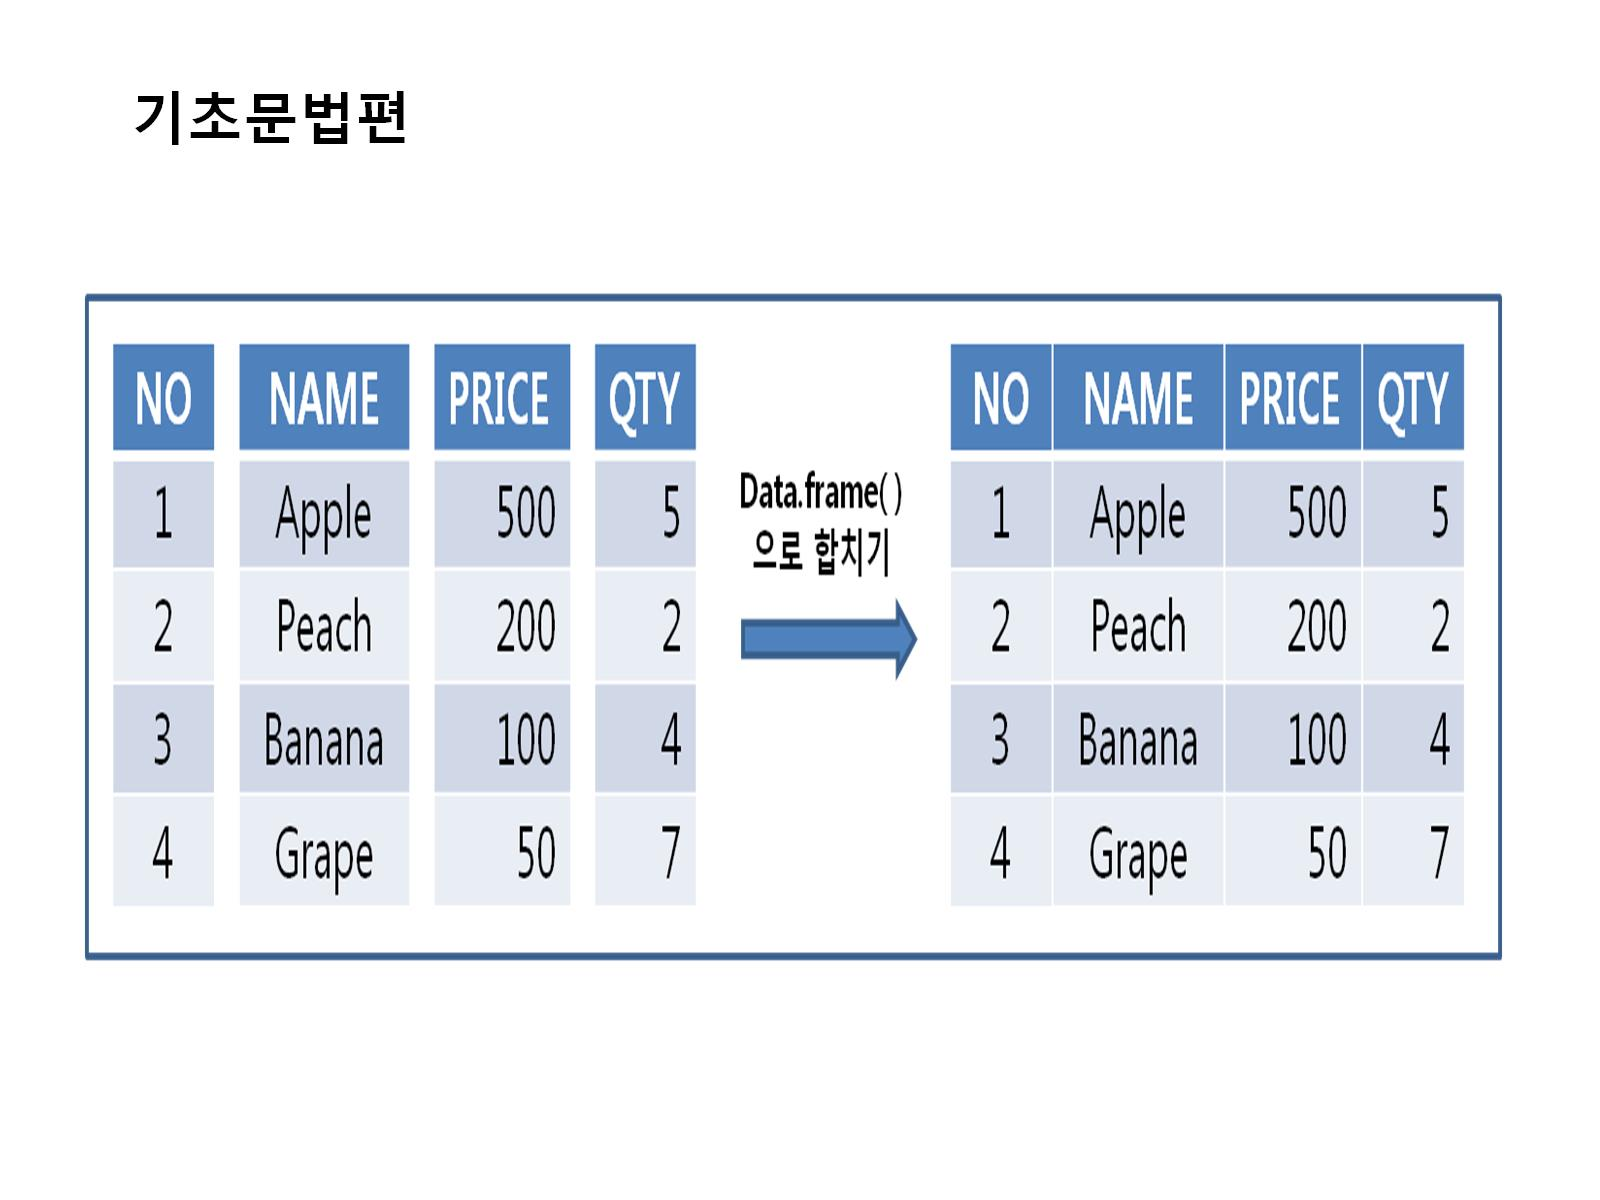 기초문법편
NO NAME PRICE QTY
1 Apple 500 5
2 Peach 200 2
3 Banana 100 4
4 Grape 50 7
Data.frame( )
으로 합치기
NO NAME PRICE QTY
1 Apple 500 5
2 Peach 200 2
3 Banana 100 4
4 Grape 50 7